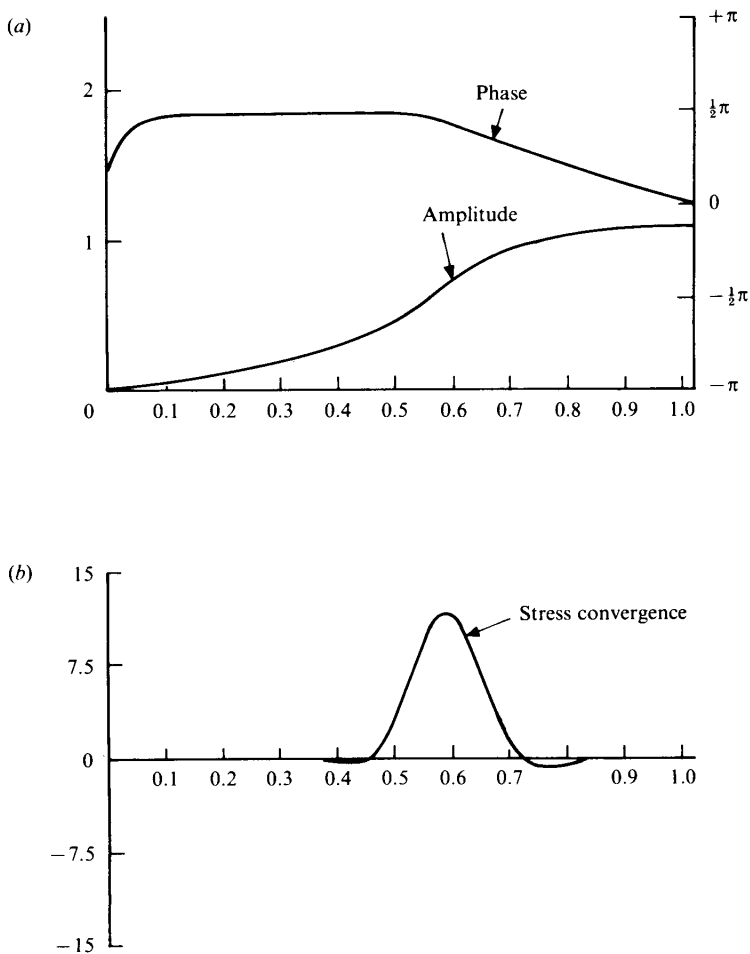 (a)
+π
2
Phase
½π
0
Amplitude
1
−½π
−π
0 0.1 0.2 0.3 0.4 0.5 0.6 0.7 0.8 0.9 1.0
(b)
15
Stress convergence
7.5
0
0.1 0.2 0.3 0.4 0.5 0.6 0.7 0.9 1.0
−7.5
−15